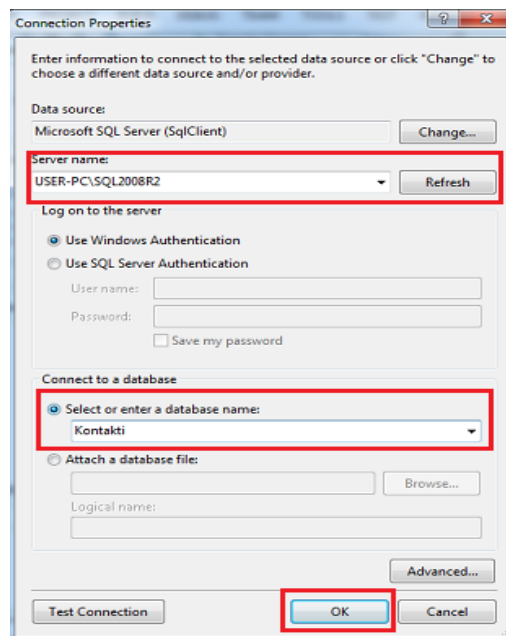 Connection Properties
Enter information to connect to the selected data source or click "Change" to
choose a different data source and/or provider.
Data source:
Microsoft SQL Server (SqlClient)
Change...
Server name:
USER-PC\SQL2008R2
Refresh
Log on to the server
Use Windows Authentication
Use SQL Server Authentication
User name:
Password:
Save my password
Connect to a database
Select or enter a database name:
Kontakti
Attach a database file:
Browse...
Logical name:
Advanced...
Test Connection
OK
Cancel